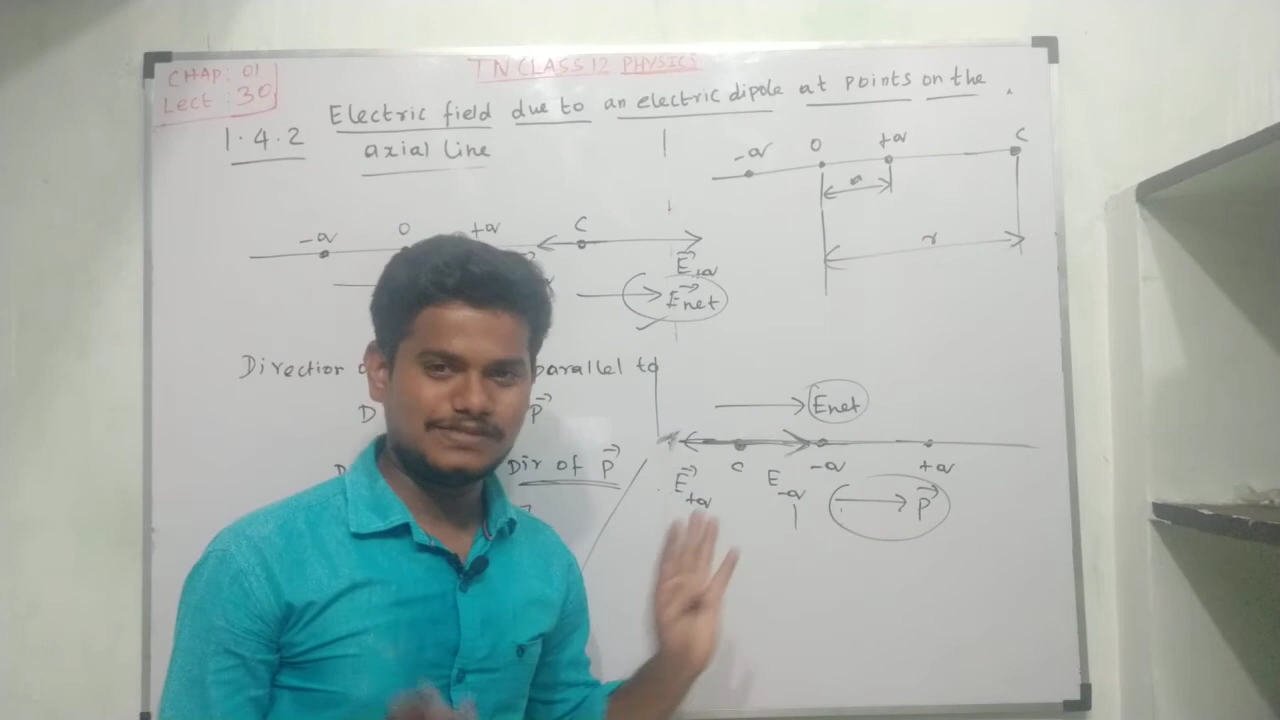 CHAP: 01
Lect : 30
TN CLASS 12 PHYSICS
1.4.2 Electric field due to an electric dipole at points on the
axial line
-q O +q C
a
r
-q O +q C
E⃗+q
E⃗net
Direction parallel to
D P⃗
Dir of P⃗
Enet
C -q +q
E⃗+q E-q P⃗